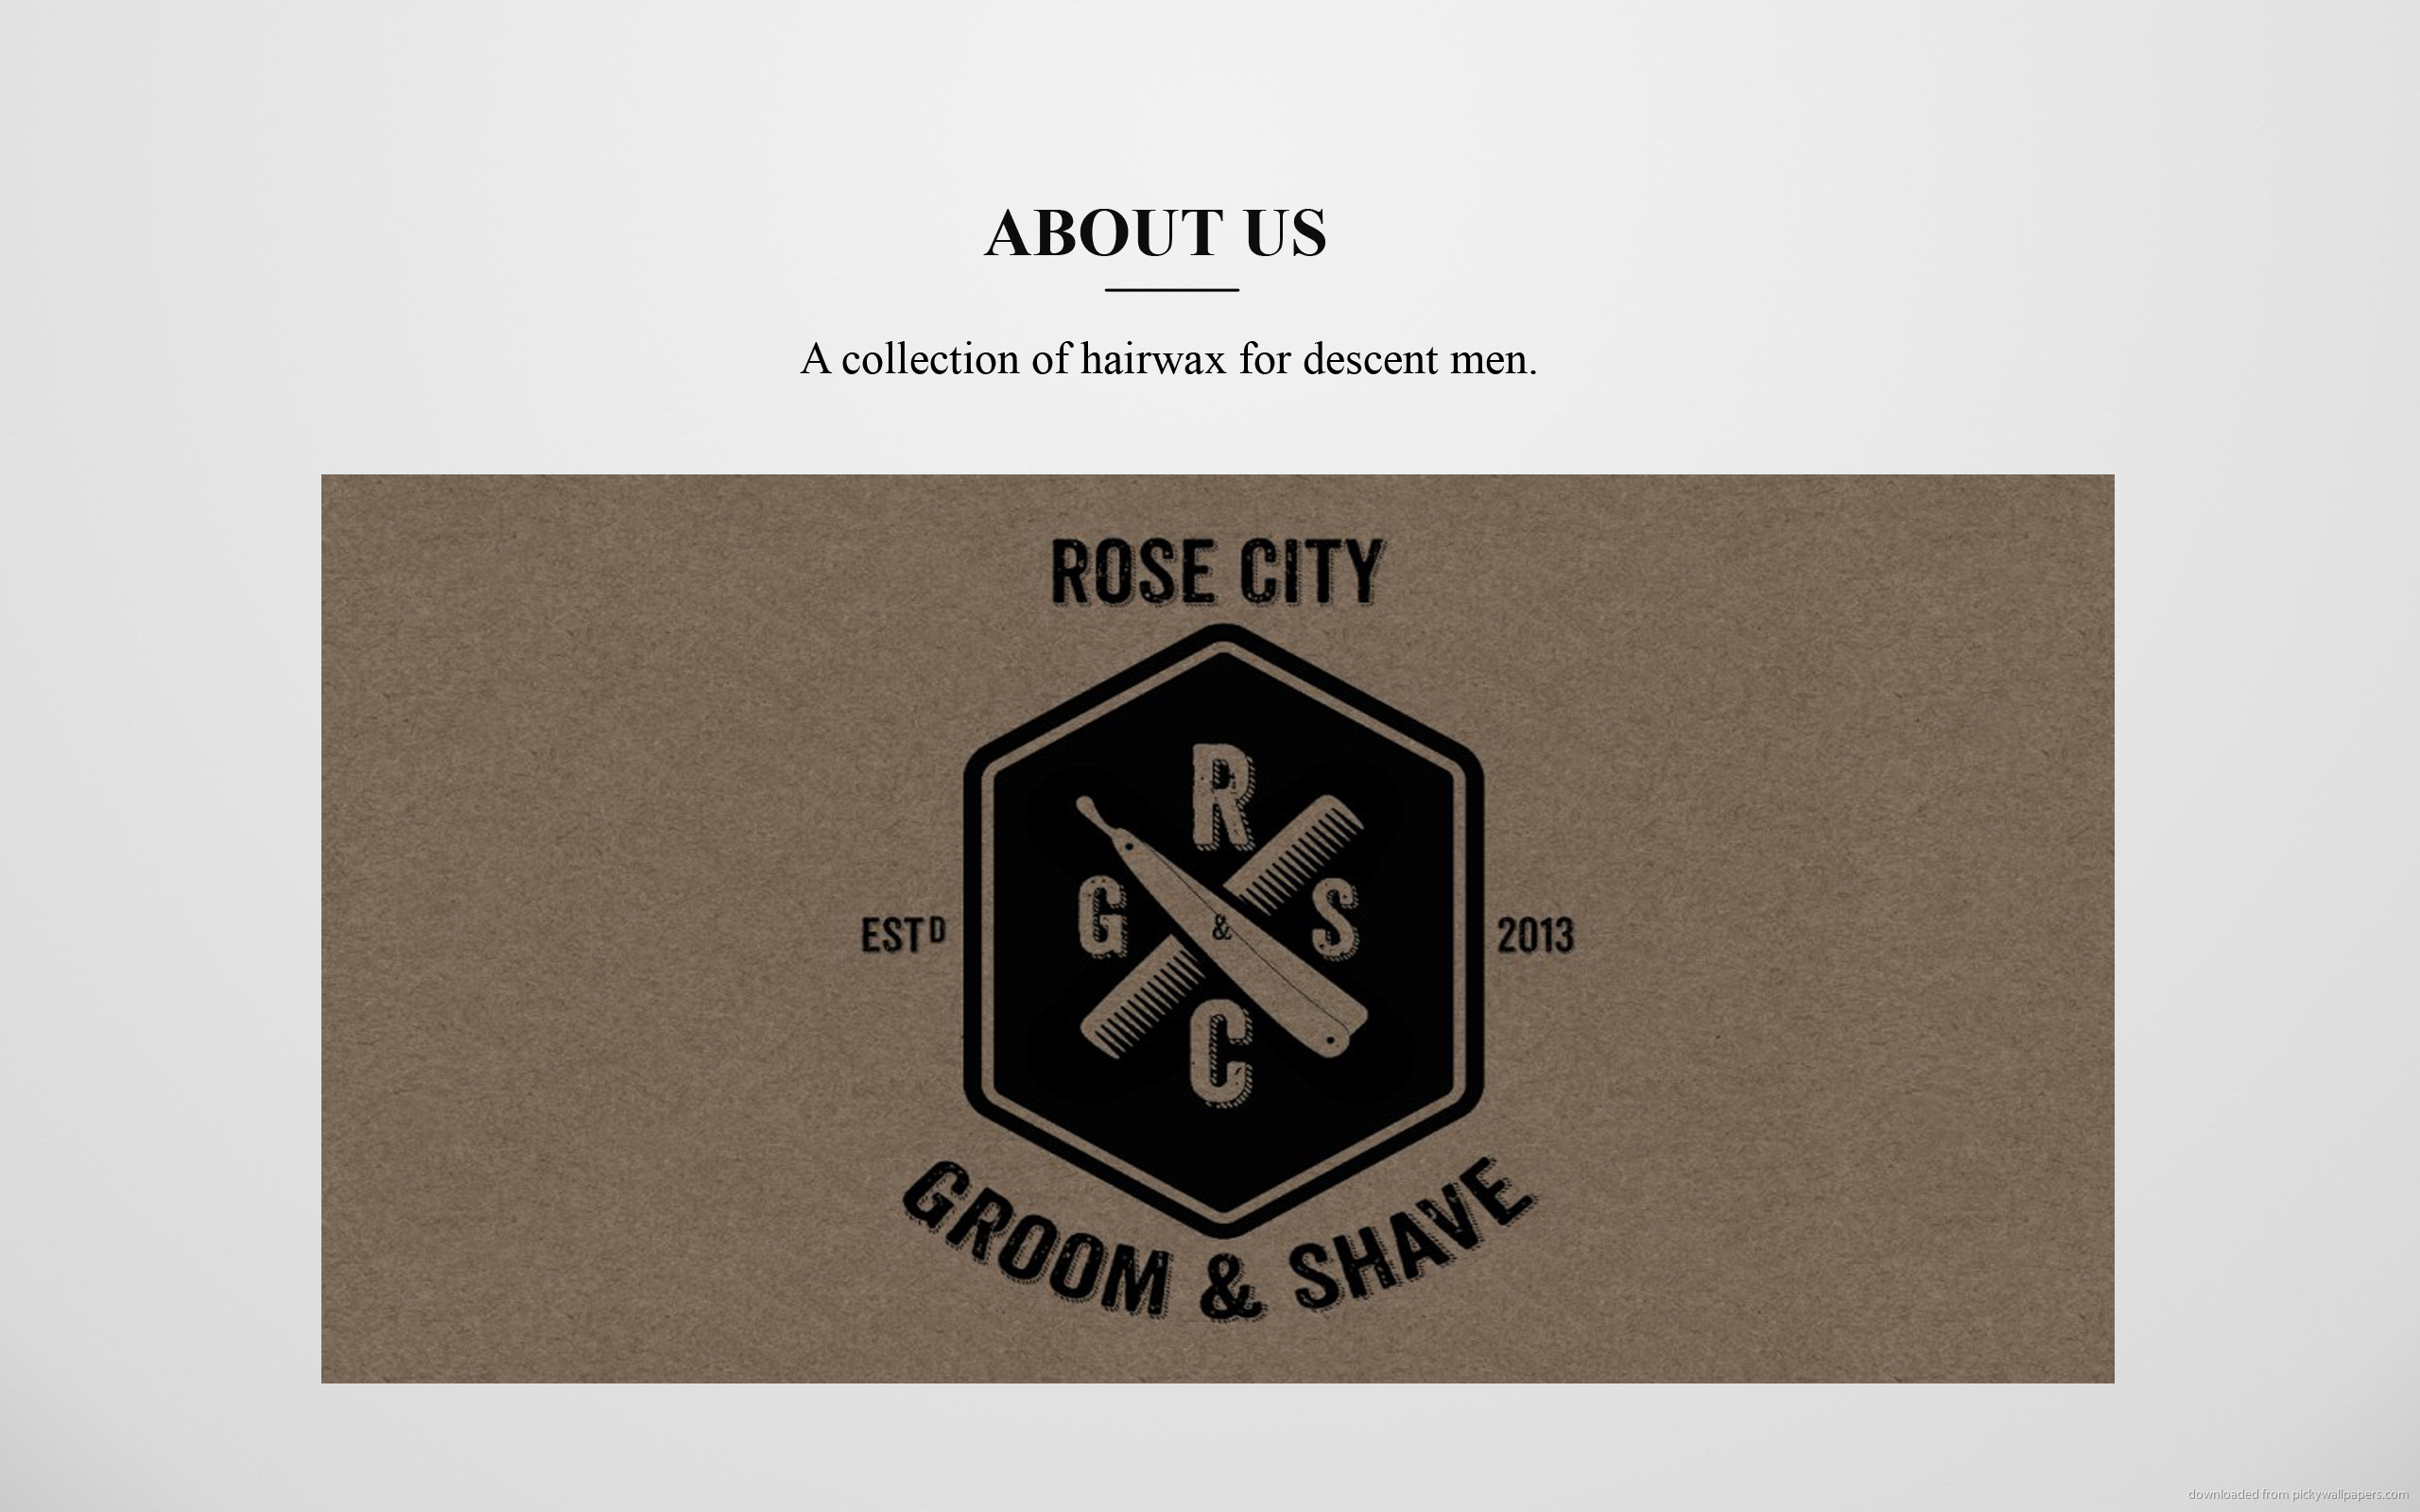 ABOUT US
A collection of hairwax for descent men.
ROSE CITY
R
G & S
C
ESTD 2013
GROOM & SHAVE
downloaded from pickywallpapers.com